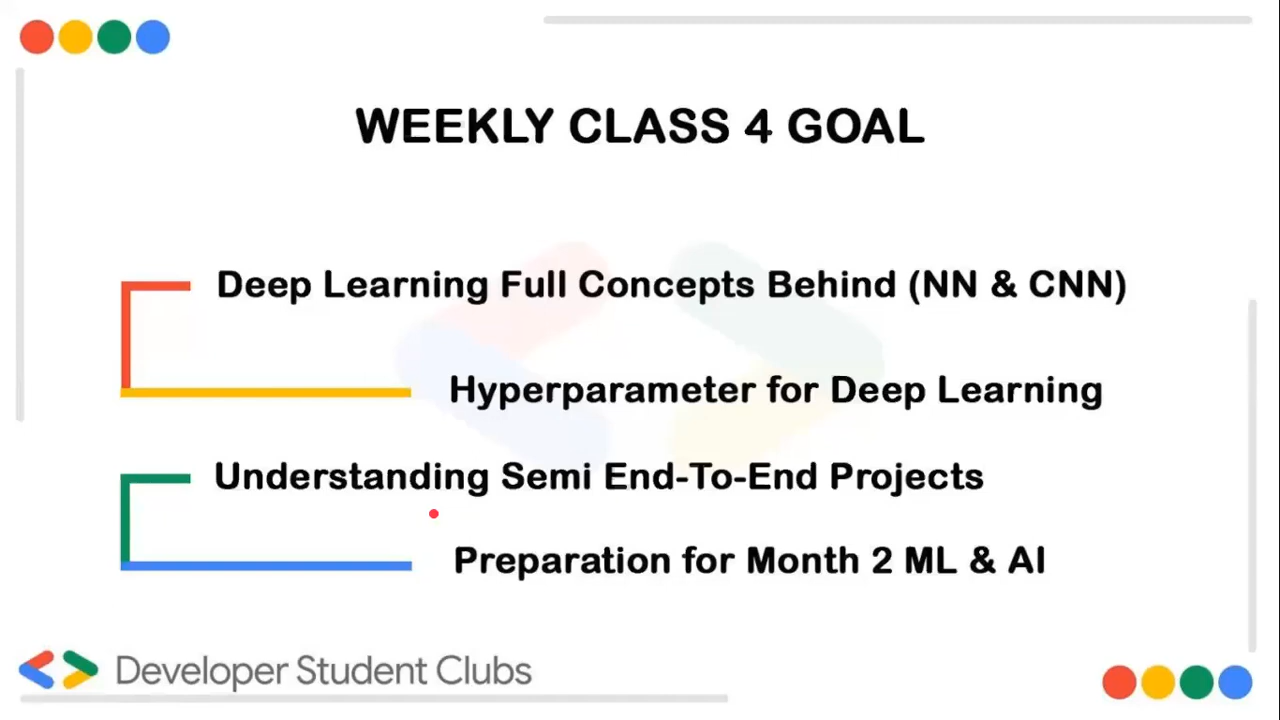 WEEKLY CLASS 4 GOAL
Deep Learning Full Concepts Behind (NN & CNN)
Hyperparameter for Deep Learning
Understanding Semi End-To-End Projects
Preparation for Month 2 ML & AI
Developer Student Clubs